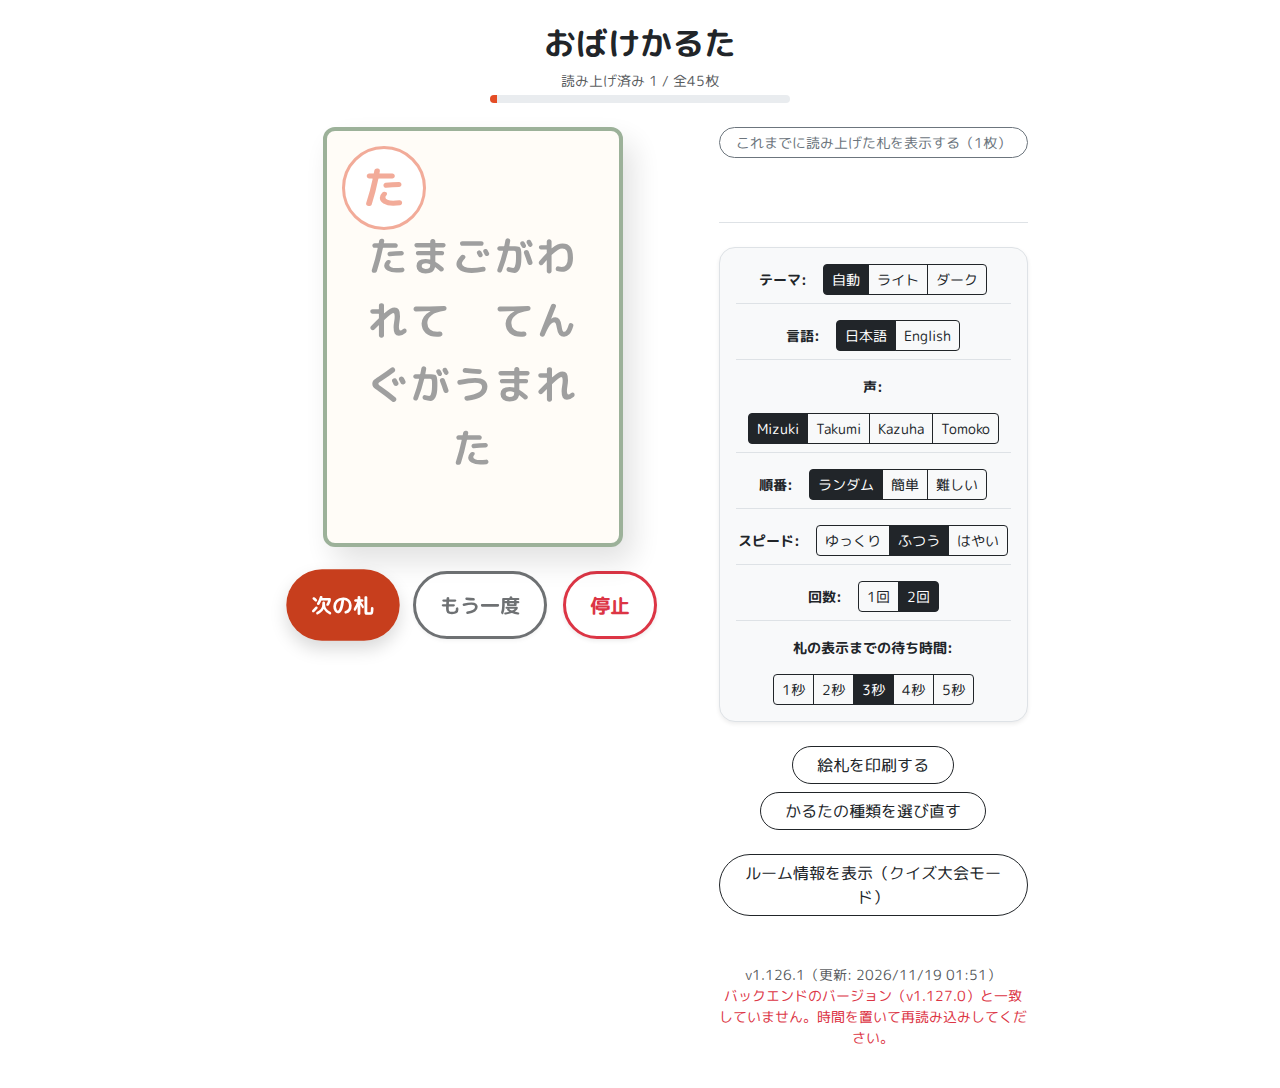 おばけかるた
読み上げ済み 1 / 全45枚
た
たまごがわ
れて　てん
ぐがうまれ
た
次の札
もう一度
停止
これまでに読み上げた札を表示する（1枚）
テーマ: 自動 ライト ダーク
言語: 日本語 English
声:
Mizuki Takumi Kazuha Tomoko
順番: ランダム 簡単 難しい
スピード: ゆっくり ふつう はやい
回数: 1回 2回
札の表示までの待ち時間:
1秒 2秒 3秒 4秒 5秒
絵札を印刷する
かるたの種類を選び直す
ルーム情報を表示（クイズ大会モー
ド）
v1.126.1（更新: 2026/11/19 01:51）
バックエンドのバージョン（v1.127.0）と一致
していません。時間を置いて再読み込みしてくだ
さい。